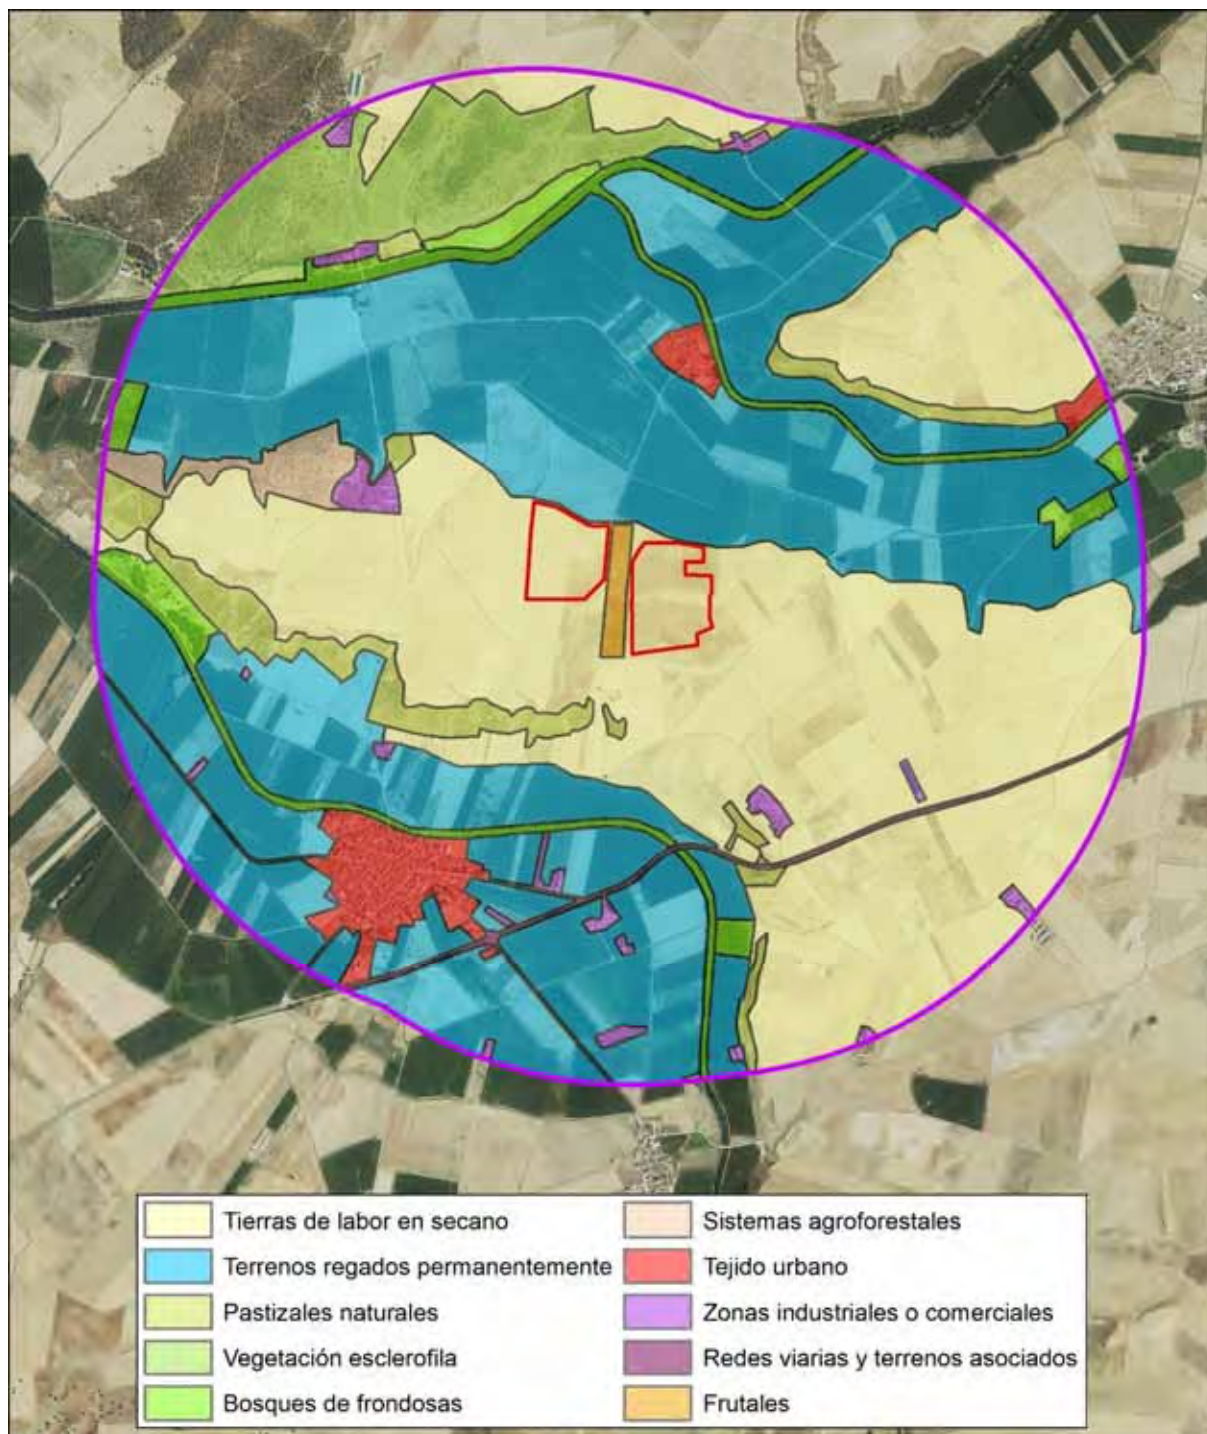 Tierras de labor en secano
Terrenos regados permanentemente
Pastizales naturales
Vegetación esclerofila
Bosques de frondosas
Sistemas agroforestales
Tejido urbano
Zonas industriales o comerciales
Redes viarias y terrenos asociados
Frutales